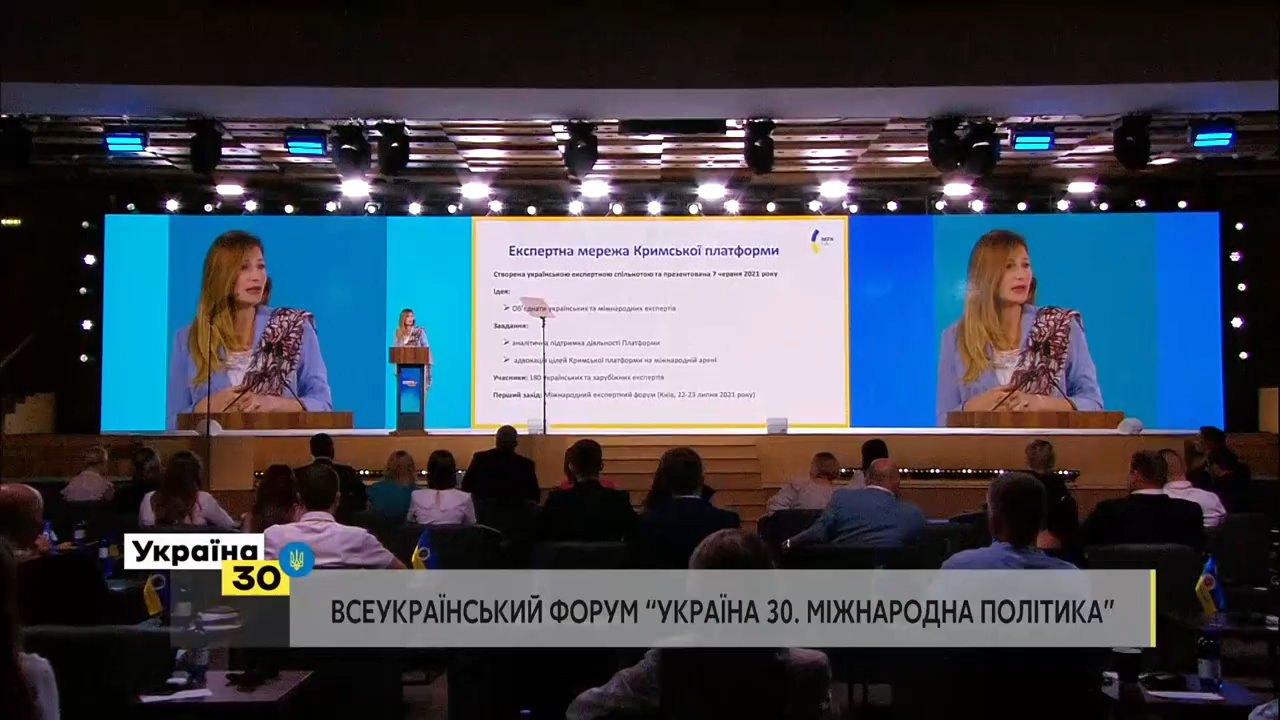 Експертна мережа Кримської платформи
Створена українською експертною спільнотою та презентована 7 червня 2021 року
Ідея:
Об'єднати українських та міжнародних експертів
Завдання:
аналітична підтримка діяльності Платформи
адвокація цілей Кримської платформи на міжнародній арені
Учасники: 180 українських та зарубіжних експертів
Перший захід: Міжнародний експертний форум (Київ, 22-23 липня 2021 року)
Україна
30
ВСЕУКРАЇНСЬКИЙ ФОРУМ “УКРАЇНА 30. МІЖНАРОДНА ПОЛІТИКА”